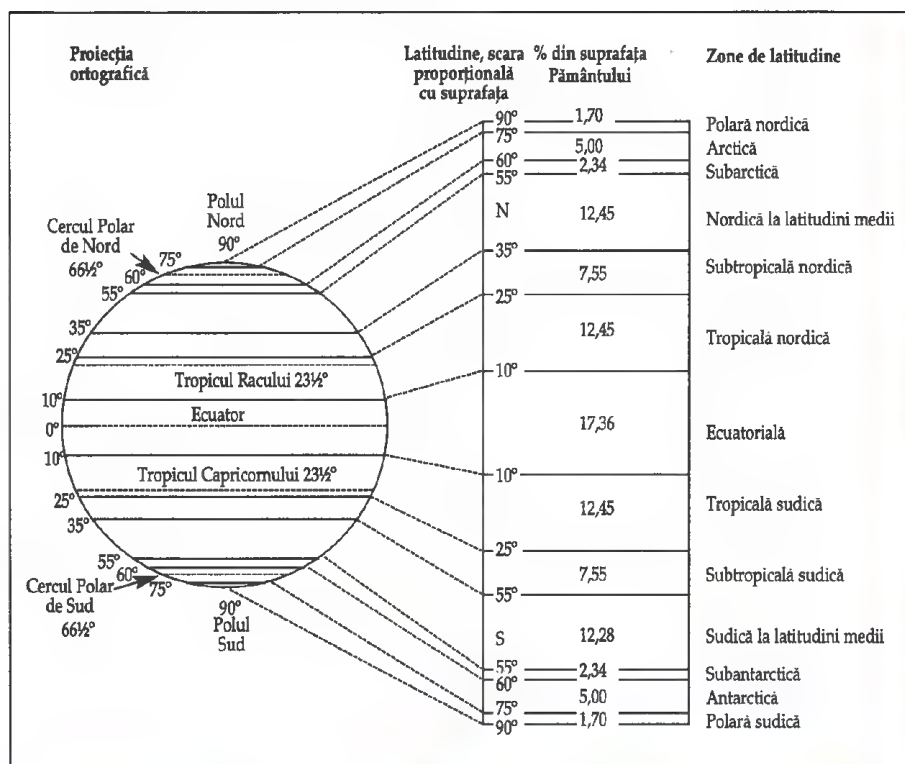 Proiecția
ortografică
Latitudine, scara
proporțională
cu suprafața
% din suprafața
Pământului
Zone de latitudine
Polul
Nord
90°
Cercul Polar
de Nord
66½°
75°
60°
55°
35°
25°
Tropicul Racului 23½°
10°
Ecuator
0°
10°
Tropicul Capricornului 23½°
25°
35°
55°
60°
75°
Cercul Polar
de Sud
66½°
90°
Polul
Sud
90°
1,70
Polară nordică
75°
5,00
Arctică
60°
2,34
Subarctică
55°
N
12,45
Nordică la latitudini medii
35°
7,55
Subtropicală nordică
25°
12,45
Tropicală nordică
10°
17,36
Ecuatorială
10°
12,45
Tropicală sudică
25°
7,55
Subtropicală sudică
55°
S
12,28
Sudică la latitudini medii
55°
2,34
Subantarctică
60°
5,00
Antarctică
75°
1,70
Polară sudică
90°